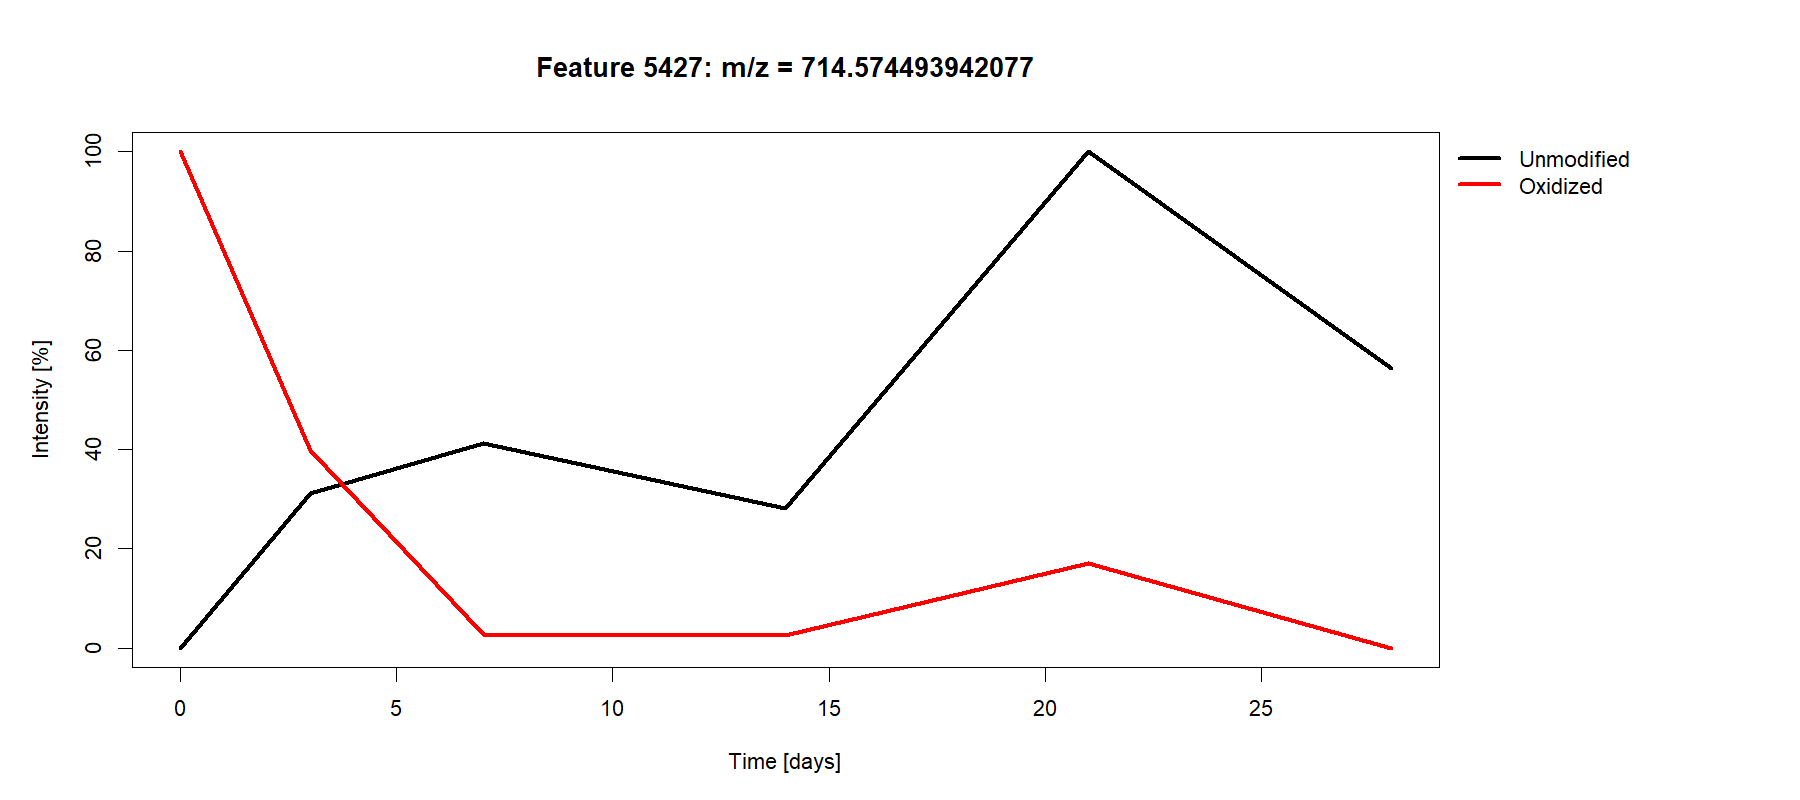 Feature 5427: m/z = 714.574493942077
Unmodified
Oxidized
Intensity [%]
100
80
60
40
20
0
0 5 10 15 20 25
Time [days]